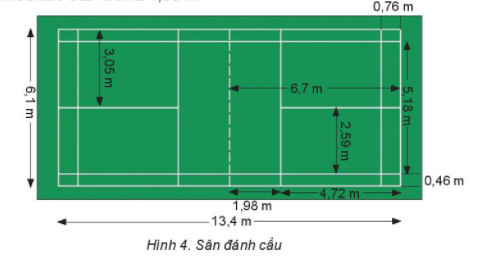 0,76 m
3,05 m
6,7 m
6,1 m
5,18 m
2,59 m
0,46 m
4,72 m
1,98 m
13,4 m
Hình 4. Sân đánh cầu